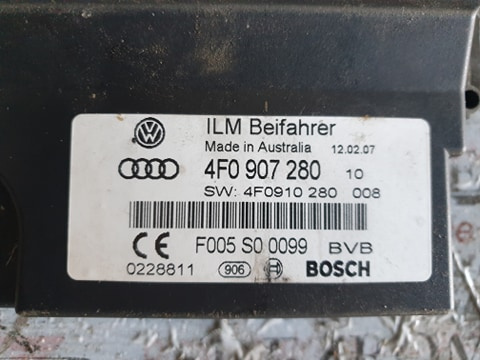 ILM Beifahrer
Made in Australia 12.02.07
4F0 907 280 10
SW: 4F0910 280 008
CE F005 S0 0099 BVB
0228811 906 BOSCH